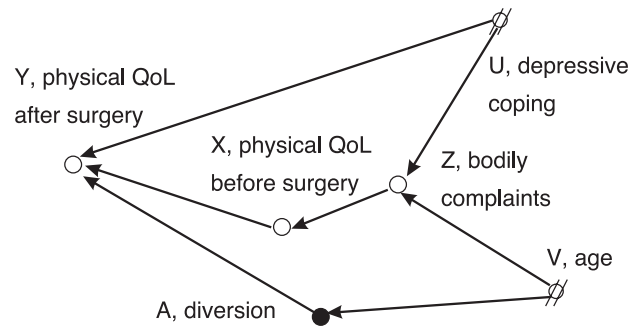 Y, physical QoL
after surgery
U, depressive
coping
X, physical QoL
before surgery
Z, bodily
complaints
V, age
A, diversion